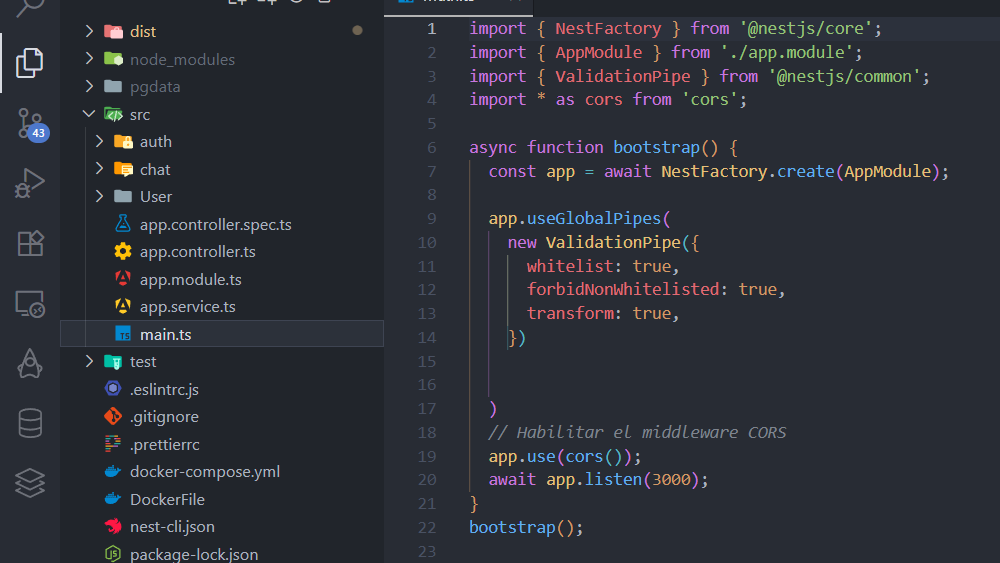 dist
node_modules
pgdata
src
43
auth
chat
User
app.controller.spec.ts
app.controller.ts
app.module.ts
app.service.ts
TS main.ts
test
.eslintrc.js
.gitignore
.prettierrc
docker-compose.yml
DockerFile
nest-cli.json
JS package-lock.json
1 import { NestFactory } from '@nestjs/core';
2 import { AppModule } from './app.module';
3 import { ValidationPipe } from '@nestjs/common';
4 import * as cors from 'cors';
5
6 async function bootstrap() {
7 const app = await NestFactory.create(AppModule);
8
9 app.useGlobalPipes(
10 new ValidationPipe({
11 whitelist: true,
12 forbidNonWhitelisted: true,
13 transform: true,
14 })
15
16
17 )
18 // Habilitar el middleware CORS
19 app.use(cors());
20 await app.listen(3000);
21 }
22 bootstrap();
23